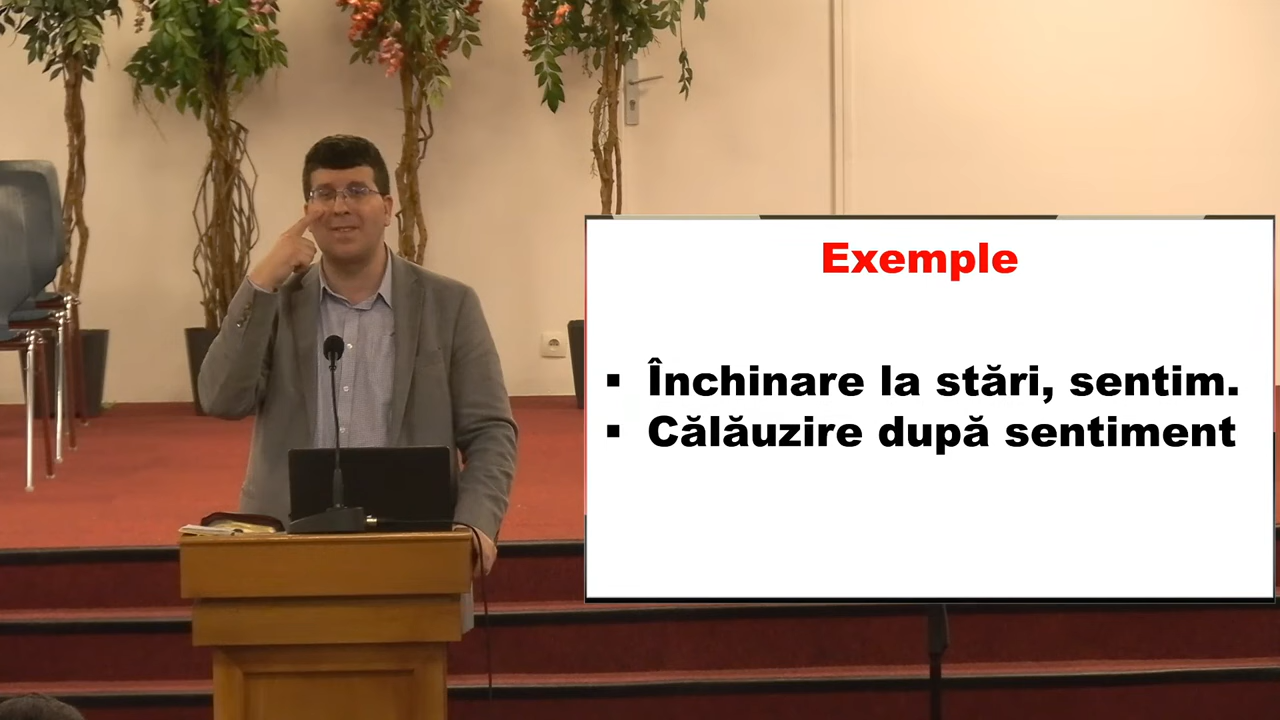 Exemple
▪ Închinare la stări, sentim.
▪ Călăuzire după sentiment